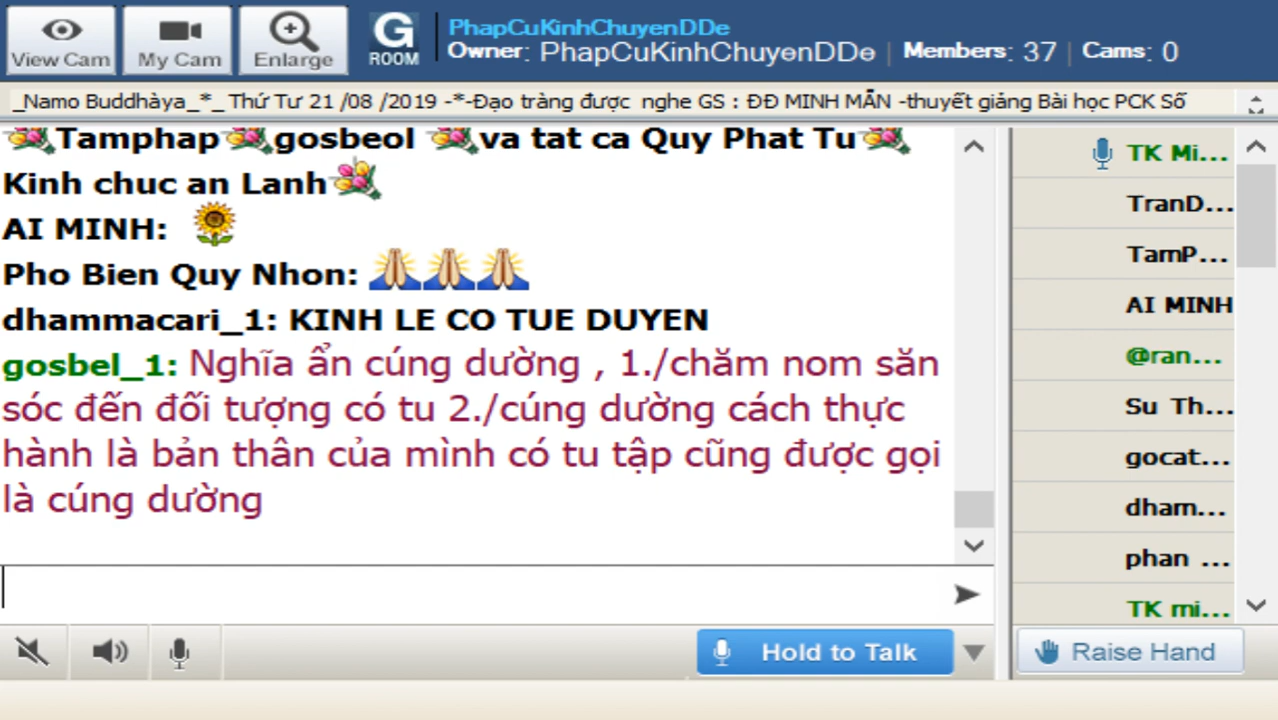 View Cam
My Cam
Enlarge
G
ROOM
PhapCuKinhChuyenDDe
Owner: PhapCuKinhChuyenDDe | Members: 37 | Cams: 0
_Namo Buddhàya_*_ Thứ Tư 21 /08 /2019 -*-Đạo tràng được nghe GS : ĐĐ MINH MẪN -thuyết giảng Bài học PCK Số
Tamphap gosbeol va tat ca Quy Phat Tu
Kinh chuc an Lanh
AI MINH:
Pho Bien Quy Nhon:
dhammacari_1: KINH LE CO TUE DUYEN
gosbel_1: Nghĩa ẩn cúng dường , 1./chăm nom săn
sóc đến đối tượng có tu 2./cúng dường cách thực
hành là bản thân của mình có tu tập cũng được gọi
là cúng dường
TK Mi...
TranD...
TamP...
AI MINH
@ran...
Su Th...
gocat...
dham...
phan ...
TK mi...
Hold to Talk
Raise Hand